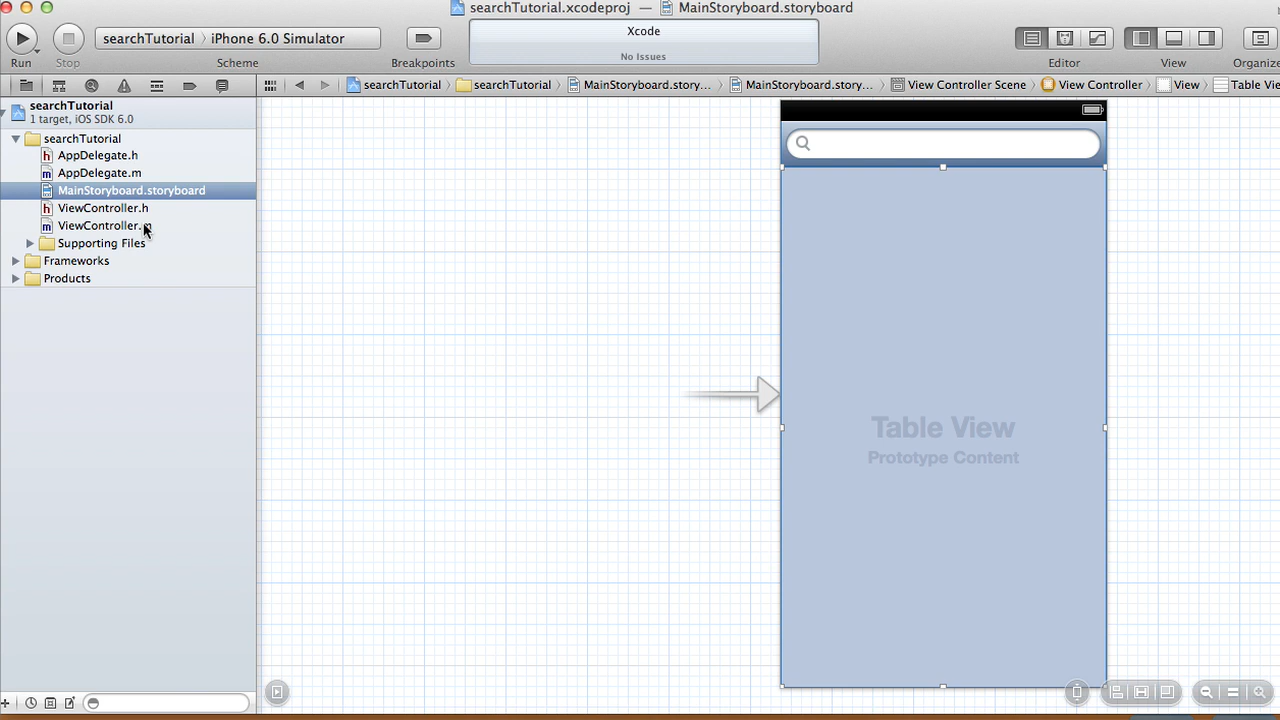 searchTutorial.xcodeproj › MainStoryboard.storyboard
searchTutorial › iPhone 6.0 Simulator
Xcode
No Issues
Run
Stop
Scheme
Breakpoints
Editor
View
Organize
searchTutorial › searchTutorial › MainStoryboard.story... › MainStoryboard.story... › View Controller Scene › View Controller › View › Table Vie
searchTutorial
1 target, iOS SDK 6.0
searchTutorial
h AppDelegate.h
m AppDelegate.m
MainStoryboard.storyboard
h ViewController.h
m ViewController.m
Supporting Files
Frameworks
Products
Table View
Prototype Content